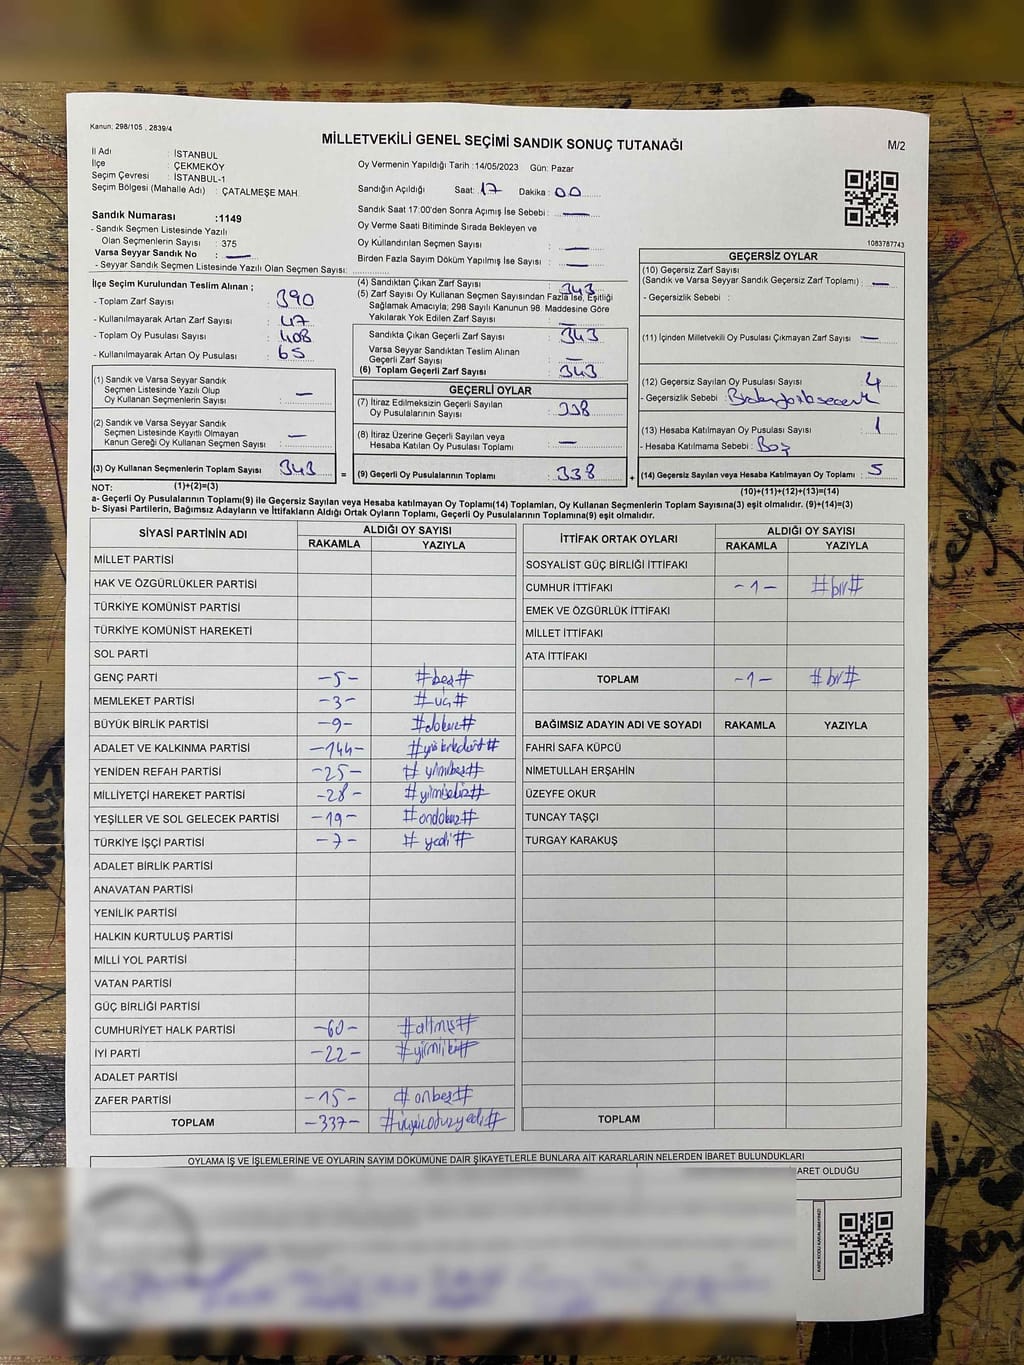 Kanun; 298/105 , 2839/4
MİLLETVEKİLİ GENEL SEÇİMİ SANDIK SONUÇ TUTANAĞI
M/2
İl Adı : İSTANBUL
İlçe : ÇEKMEKÖY
Seçim Çevresi : İSTANBUL-1
Seçim Bölgesi (Mahalle Adı) : ÇATALMEŞE MAH.
Sandık Numarası :1149
- Sandık Seçmen Listesinde Yazılı
Olan Seçmenlerin Sayısı : 375
Varsa Seyyar Sandık No : —
- Seyyar Sandık Seçmen Listesinde Yazılı Olan Seçmen Sayısı:
Oy Vermenin Yapıldığı Tarih :14/05/2023 Gün: Pazar
Sandığın Açıldığı Saat: 17 Dakika : 00
Sandık Saat 17:00'den Sonra Açımış İse Sebebi : —
Oy Verme Saati Bitiminde Sırada Bekleyen ve
Oy Kullandırılan Seçmen Sayısı : —
Birden Fazla Sayım Döküm Yapılmış İse Sayısı : —
1083787743
İlçe Seçim Kurulundan Teslim Alınan ;
- Toplam Zarf Sayısı : 390
- Kullanılmayarak Artan Zarf Sayısı : 47
- Toplam Oy Pusulası Sayısı : 408
- Kullanılmayarak Artan Oy Pusulası : 65
(4) Sandıktan Çıkan Zarf Sayısı : 343
(5) Zarf Sayısı Oy Kullanan Seçmen Sayısından Fazla İse, Eşitliği
Sağlamak Amacıyla; 298 Sayılı Kanunun 98. Maddesine Göre
Yakılarak Yok Edilen Zarf Sayısı : —
Sandıkta Çıkan Geçerli Zarf Sayısı : 343
Varsa Seyyar Sandıktan Teslim Alınan
Geçerli Zarf Sayısı : —
(6) Toplam Geçerli Zarf Sayısı : 343
GEÇERSİZ OYLAR
(10) Geçersiz Zarf Sayısı
(Sandık ve Varsa Seyyar Sandık Geçersiz Zarf Toplamı) : —
- Geçersizlik Sebebi :
(11) İçinden Milletvekili Oy Pusulası Çıkmayan Zarf Sayısı : —
(12) Geçersiz Sayılan Oy Pusulası Sayısı : 4
- Geçersizlik Sebebi :
(13) Hesaba Katılmayan Oy Pusulası Sayısı : 1
- Hesaba Katılmama Sebebi : Boş
(14) Geçersiz Sayılan veya Hesaba Katılmayan Oy Toplamı : 5
(10)+(11)+(12)+(13)=(14)
(1) Sandık ve Varsa Seyyar Sandık
Seçmen Listesinde Yazılı Olup
Oy Kullanan Seçmenlerin Sayısı : —
(2) Sandık ve Varsa Seyyar Sandık
Seçmen Listesinde Kayıtlı Olmayan
Kanun Gereği Oy Kullanan Seçmen Sayısı : —
(3) Oy Kullanan Seçmenlerin Toplam Sayısı : 343
=
GEÇERLİ OYLAR
(7) İtiraz Edilmeksizin Geçerli Sayılan
Oy Pusulalarının Sayısı : 338
(8) İtiraz Üzerine Geçerli Sayılan veya
Hesaba Katılan Oy Pusulası Toplamı : —
(9) Geçerli Oy Pusulalarının Toplamı : 338
+
NOT: (1)+(2)=(3)
a- Geçerli Oy Pusulalarının Toplamı(9) ile Geçersiz Sayılan veya Hesaba katılmayan Oy Toplamı(14) Toplamları, Oy Kullanan Seçmenlerin Toplam Sayısına(3) eşit olmalıdır. (9)+(14)=(3)
b- Siyasi Partilerin, Bağımsız Adayların ve İttifakların Aldığı Ortak Oyların Toplamı, Geçerli Oy Pusulalarının Toplamına(9) eşit olmalıdır.
SİYASİ PARTİNİN ADI ALDIĞI OY SAYISI
RAKAMLA YAZIYLA
MİLLET PARTİSİ
HAK VE ÖZGÜRLÜKLER PARTİSİ
TÜRKİYE KOMÜNİST PARTİSİ
TÜRKİYE KOMÜNİST HAREKETİ
SOL PARTİ
GENÇ PARTİ -5- #beş#
MEMLEKET PARTİSİ -3- #üç#
BÜYÜK BİRLİK PARTİSİ -9- #dokuz#
ADALET VE KALKINMA PARTİSİ -144- #yüzkırkdört#
YENİDEN REFAH PARTİSİ -25- #yirmibeş#
MİLLİYETÇİ HAREKET PARTİSİ -28- #yirmisekiz#
YEŞİLLER VE SOL GELECEK PARTİSİ -19- #ondokuz#
TÜRKİYE İŞÇİ PARTİSİ -7- #yedi#
ADALET BİRLİK PARTİSİ
ANAVATAN PARTİSİ
YENİLİK PARTİSİ
HALKIN KURTULUŞ PARTİSİ
MİLLİ YOL PARTİSİ
VATAN PARTİSİ
GÜÇ BİRLİĞİ PARTİSİ
CUMHURİYET HALK PARTİSİ -60- #altmış#
İYİ PARTİ -22- #yirmiiki#
ADALET PARTİSİ
ZAFER PARTİSİ -15- #onbeş#
TOPLAM -337- #üçyüzotuzyedi#
İTTİFAK ORTAK OYLARI ALDIĞI OY SAYISI
RAKAMLA YAZIYLA
SOSYALİST GÜÇ BİRLİĞİ İTTİFAKI
CUMHUR İTTİFAKI -1- #bir#
EMEK VE ÖZGÜRLÜK İTTİFAKI
MİLLET İTTİFAKI
ATA İTTİFAKI
TOPLAM -1- #bir#
BAĞIMSIZ ADAYIN ADI VE SOYADI RAKAMLA YAZIYLA
FAHRİ SAFA KÜPCÜ
NİMETULLAH ERŞAHİN
ÜZEYFE OKUR
TUNCAY TAŞÇI
TURGAY KARAKUŞ
TOPLAM
OYLAMA İŞ VE İŞLEMLERİNE VE OYLARIN SAYIM DÖKÜMÜNE DAİR ŞİKAYETLERLE BUNLARA AİT KARARLARIN NELERDEN İBARET BULUNDUKLARI
ARET OLDUĞU